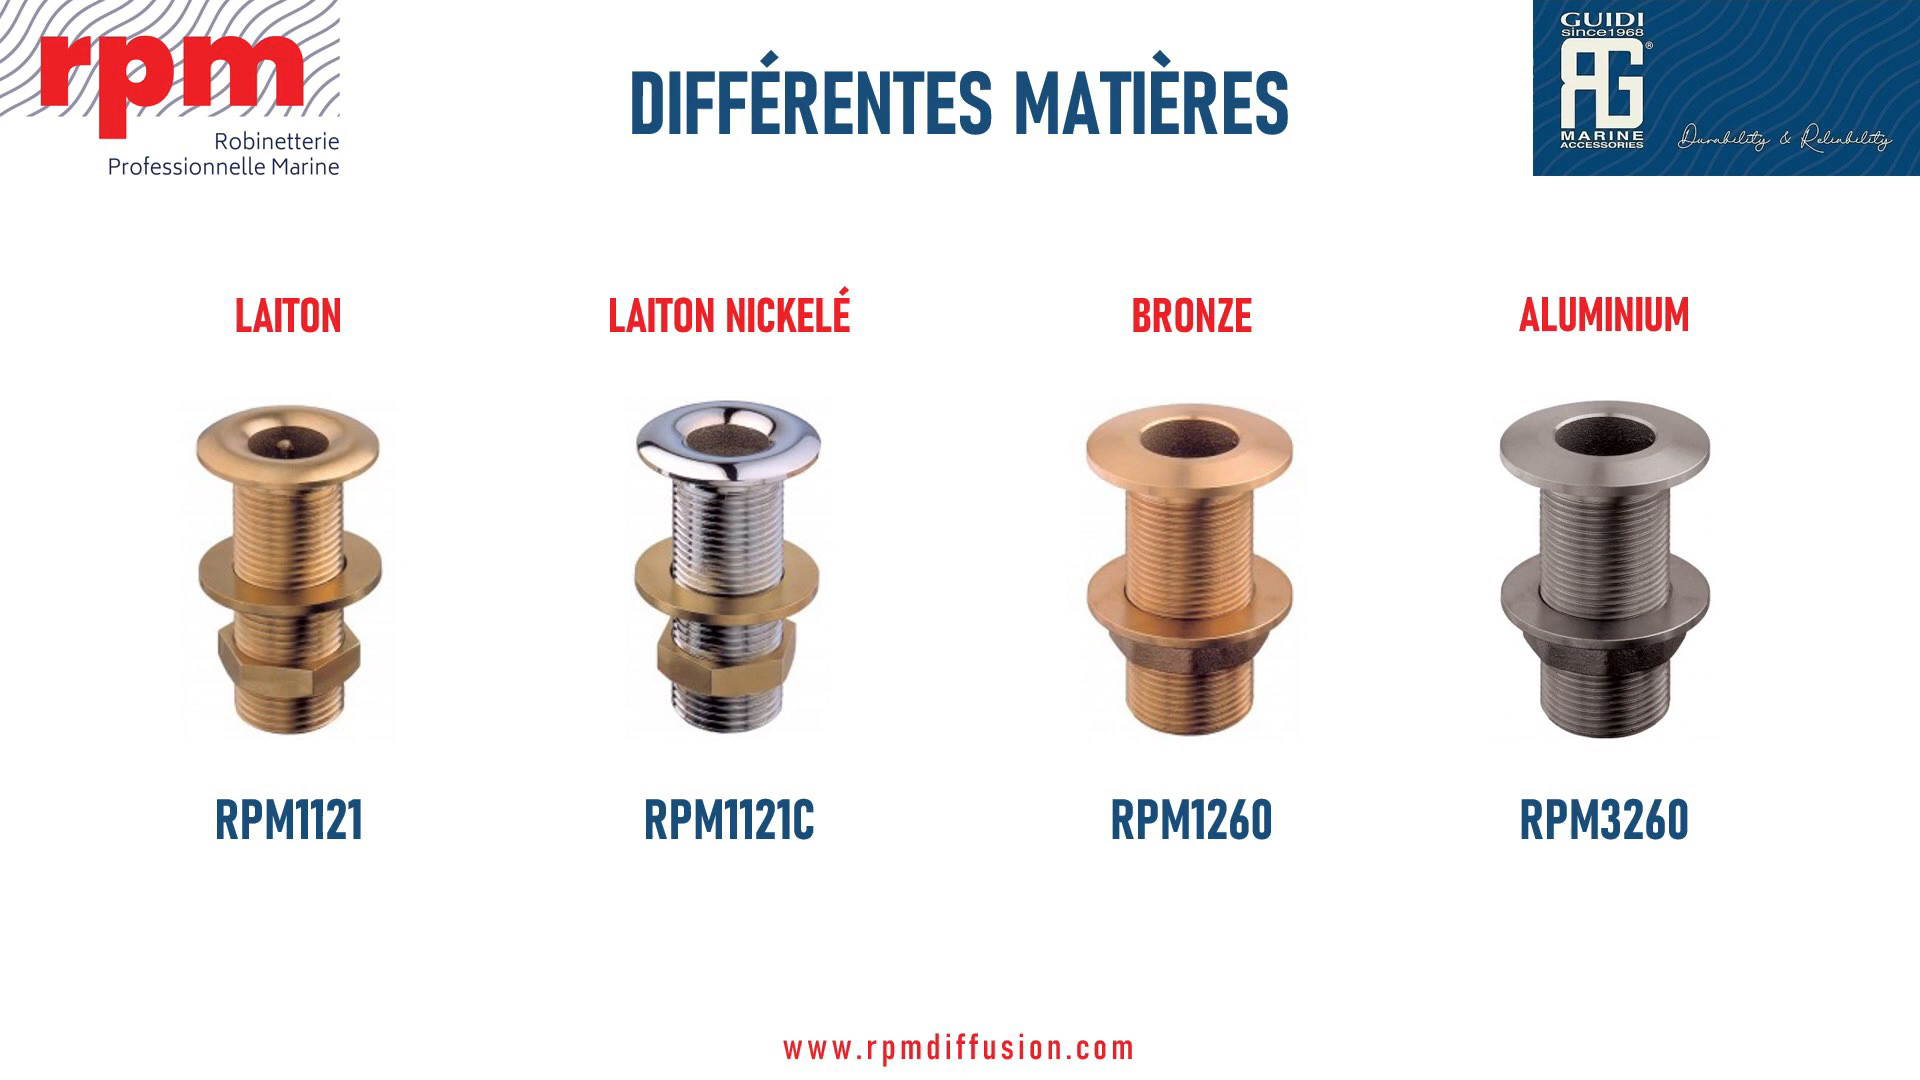 rpm
Robinetterie
Professionnelle Marine
DIFFÉRENTES MATIÈRES
GUIDI
since1968
RG®
MARINE
ACCESSORIES
Durability & Reliability
LAITON
LAITON NICKELÉ
BRONZE
ALUMINIUM
RPM1121
RPM1121C
RPM1260
RPM3260
www.rpmdiffusion.com